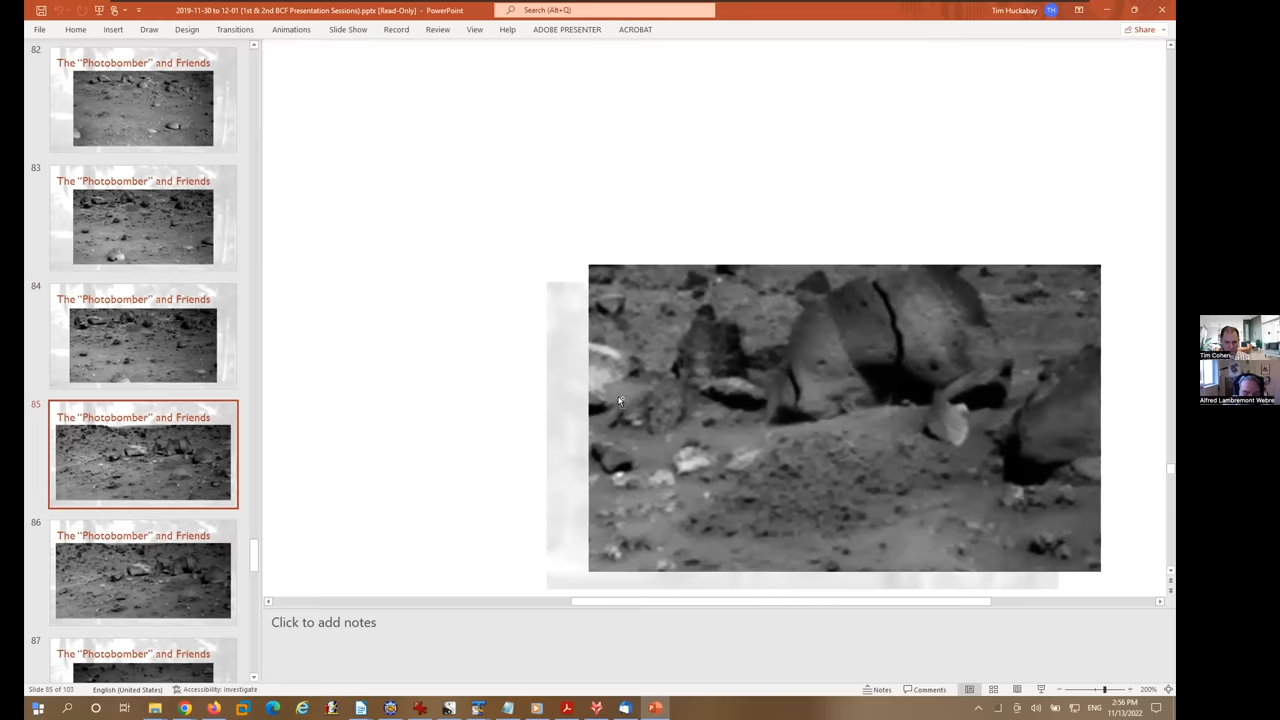 2019-11-30 to 12-01 (1st & 2nd BCF Presentation Sessions).pptx [Read-Only] – PowerPoint
Search (Alt+Q)
Tim Huckabay
TH
File Home Insert Draw Design Transitions Animations Slide Show Record Review View Help ADOBE PRESENTER ACROBAT
Share
82
The “Photobomber” and Friends
83
The “Photobomber” and Friends
84
The “Photobomber” and Friends
85
The “Photobomber” and Friends
86
The “Photobomber” and Friends
87
The “Photobomber” and Friends
Click to add notes
Slide 85 of 103
English (United States)
Accessibility: Investigate
Notes
Comments
200%
ENG
2:56 PM
11/13/2022
Tim Cohen
Alfred Lambremont Webre